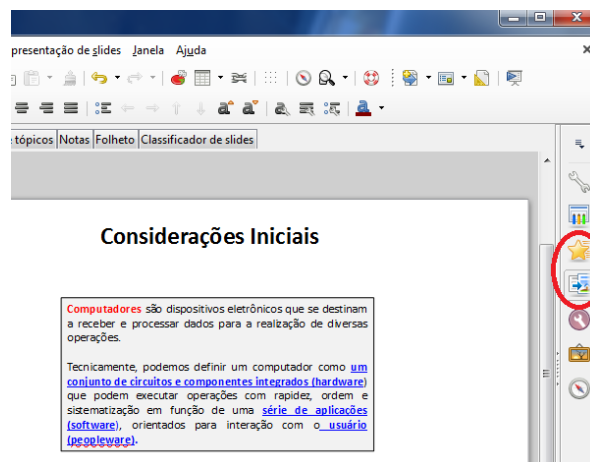 presentação de slides Janela Ajuda
tópicos Notas Folheto Classificador de slides
Considerações Iniciais
Computadores são dispositivos eletrônicos que se destinam
a receber e processar dados para a realização de diversas
operações.
Tecnicamente, podemos definir um computador como um
conjunto de circuitos e componentes integrados (hardware)
que podem executar operações com rapidez, ordem e
sistematização em função de uma série de aplicações
(software), orientados para interação com o usuário
(peopleware).